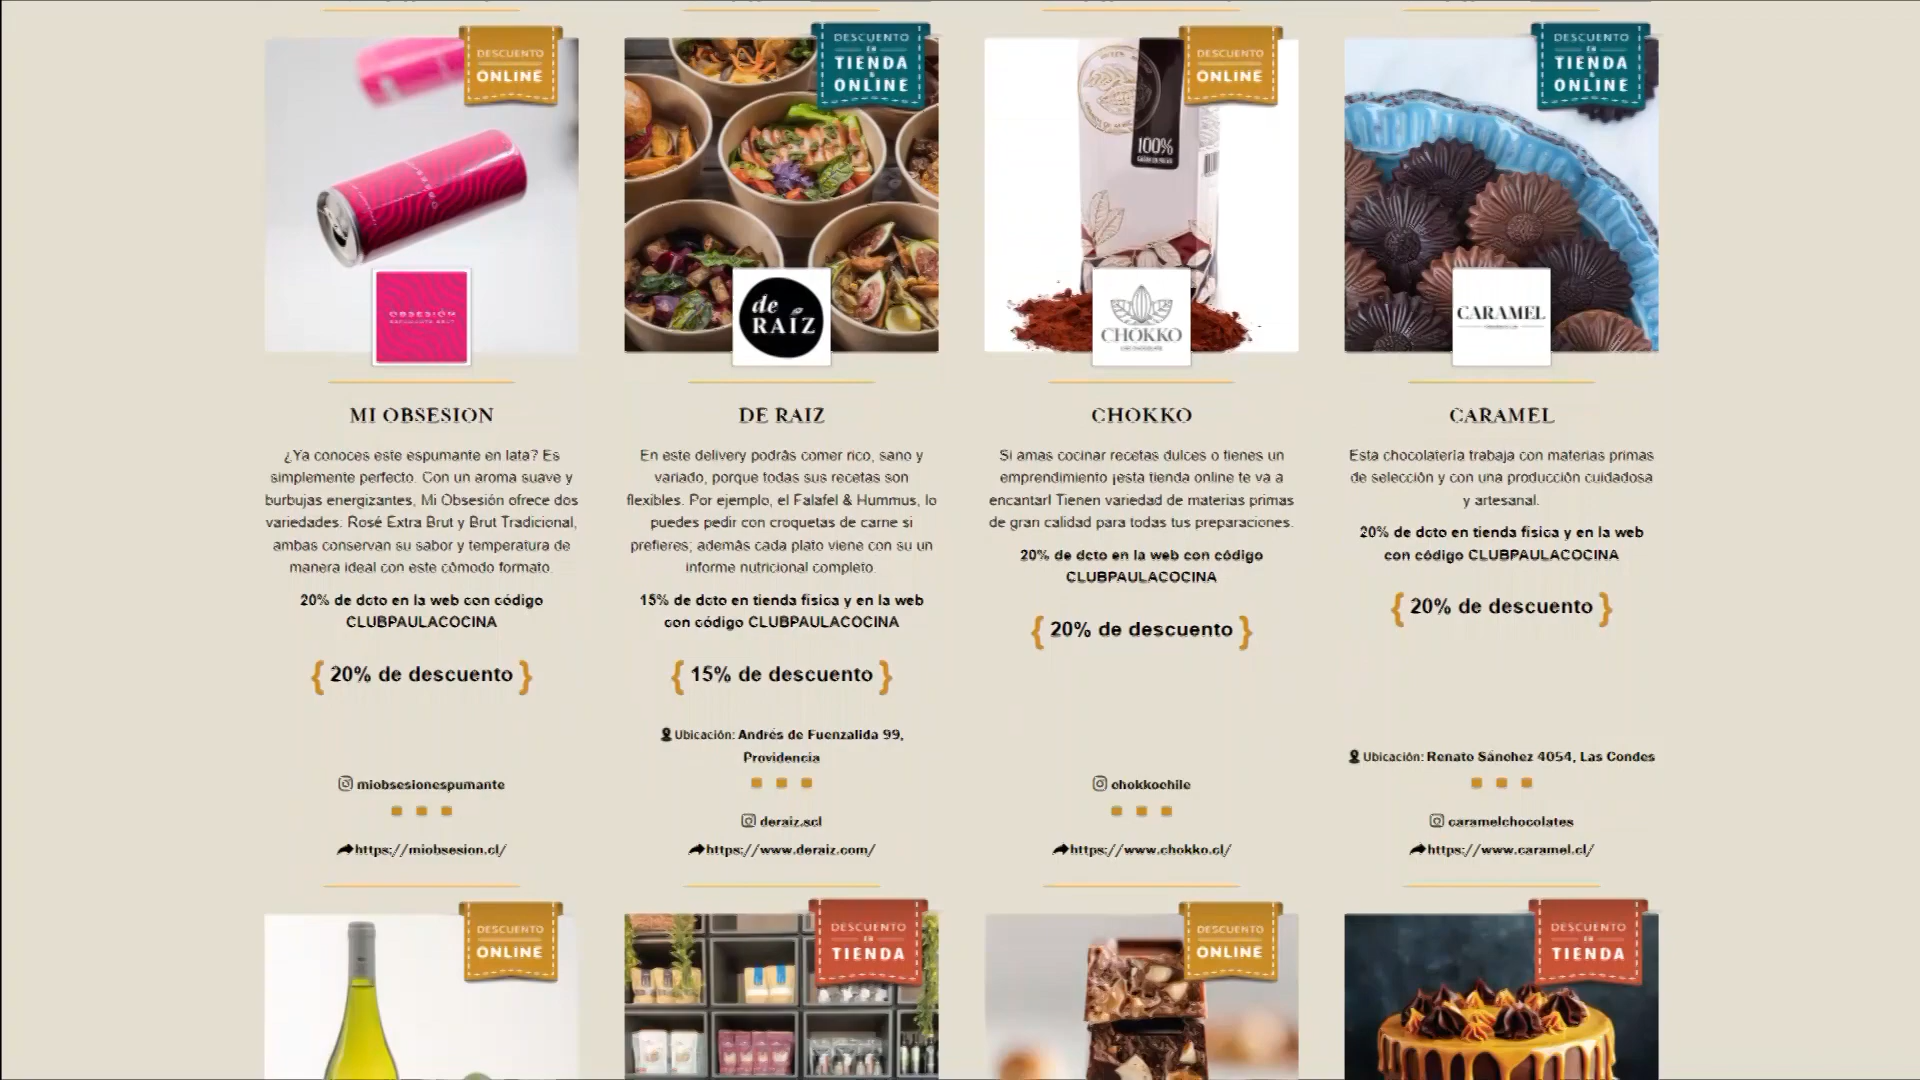 DESCUENTO
ONLINE
DESCUENTO
EN
TIENDA
&
ONLINE
DESCUENTO
ONLINE
DESCUENTO
EN
TIENDA
&
ONLINE
100%
OBSESIÓN
ESPUMANTE BRUT
de
RAÍZ
CHOKKO
CARAMEL
MI OBSESION
¿Ya conoces este espumante en lata? Es
simplemente perfecto. Con un aroma suave y
burbujas energizantes, Mi Obsesión ofrece dos
variedades: Rosé Extra Brut y Brut Tradicional,
ambas conservan su sabor y temperatura de
manera ideal con este cómodo formato.
20% de dcto en la web con código
CLUBPAULACOCINA
{ 20% de descuento }
miobsesionespumante
https://miobsesion.cl/
DE RAIZ
En este delivery podrás comer rico, sano y
variado, porque todas sus recetas son
flexibles. Por ejemplo, el Falafel & Hummus, lo
puedes pedir con croquetas de carne si
prefieres; además cada plato viene con su un
informe nutricional completo.
15% de dcto en tienda física y en la web
con código CLUBPAULACOCINA
{ 15% de descuento }
Ubicación: Andrés de Fuenzalida 99,
Providencia
deraiz.scl
https://www.deraiz.com/
CHOKKO
Si amas cocinar recetas dulces o tienes un
emprendimiento ¡esta tienda online te va a
encantar! Tienen variedad de materias primas
de gran calidad para todas tus preparaciones.
20% de dcto en la web con código
CLUBPAULACOCINA
{ 20% de descuento }
chokkochile
https://www.chokko.cl/
CARAMEL
Esta chocolatería trabaja con materias primas
de selección y con una producción cuidadosa
y artesanal.
20% de dcto en tienda física y en la web
con código CLUBPAULACOCINA
{ 20% de descuento }
Ubicación: Renato Sánchez 4054, Las Condes
caramelchocolates
https://www.caramel.cl/
DESCUENTO
ONLINE
DESCUENTO
EN
TIENDA
DESCUENTO
ONLINE
DESCUENTO
EN
TIENDA